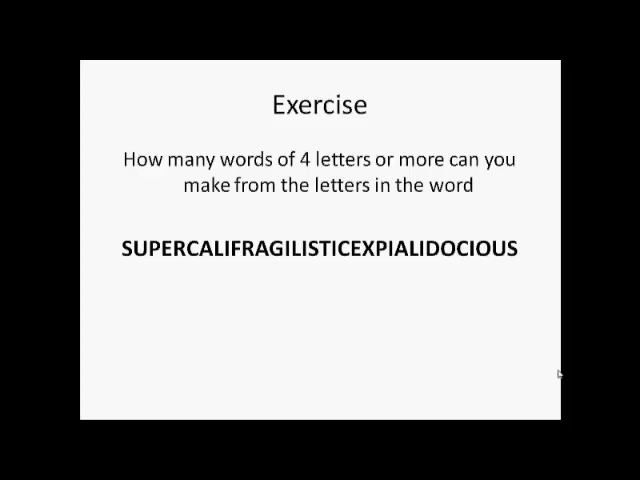 Exercise
How many words of 4 letters or more can you
make from the letters in the word
SUPERCALIFRAGILISTICEXPIALIDOCIOUS